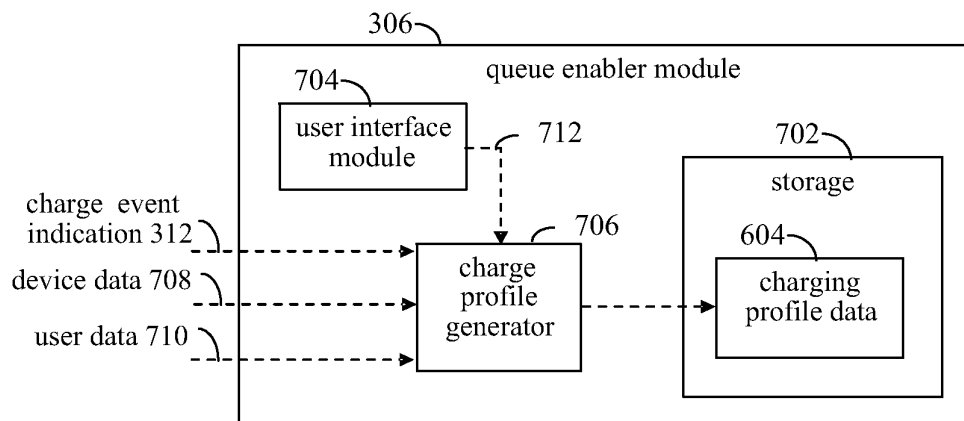 306
queue enabler module
704
user interface
module
712
702
storage
charge event
indication 312
706
604
device data 708
charge
profile
generator
charging
profile data
user data 710